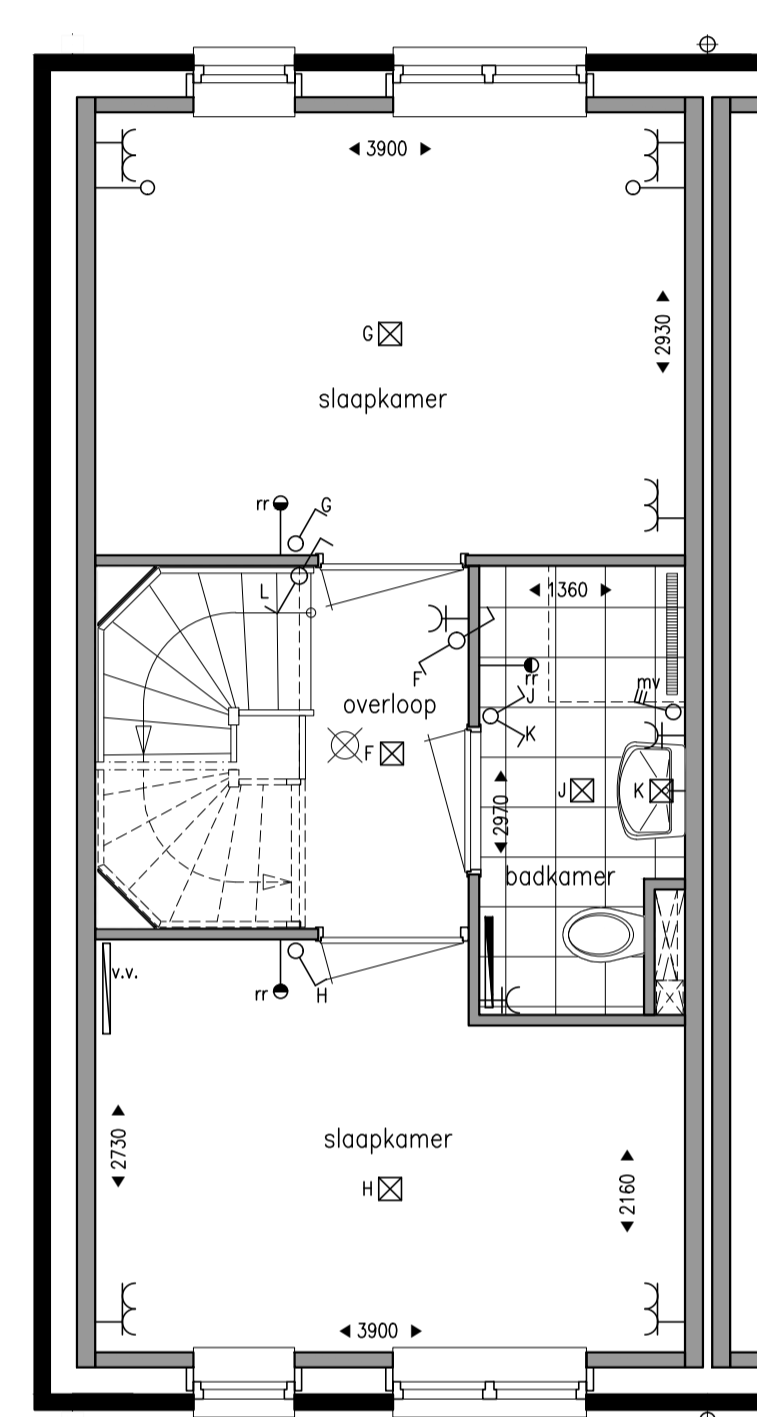 3900
2930
G
slaapkamer
rr
G
L
1360
F
rr
mv
J
overloop
K
F
J
K
2970
badkamer
v.v.
rr
H
2730
slaapkamer
2160
H
3900